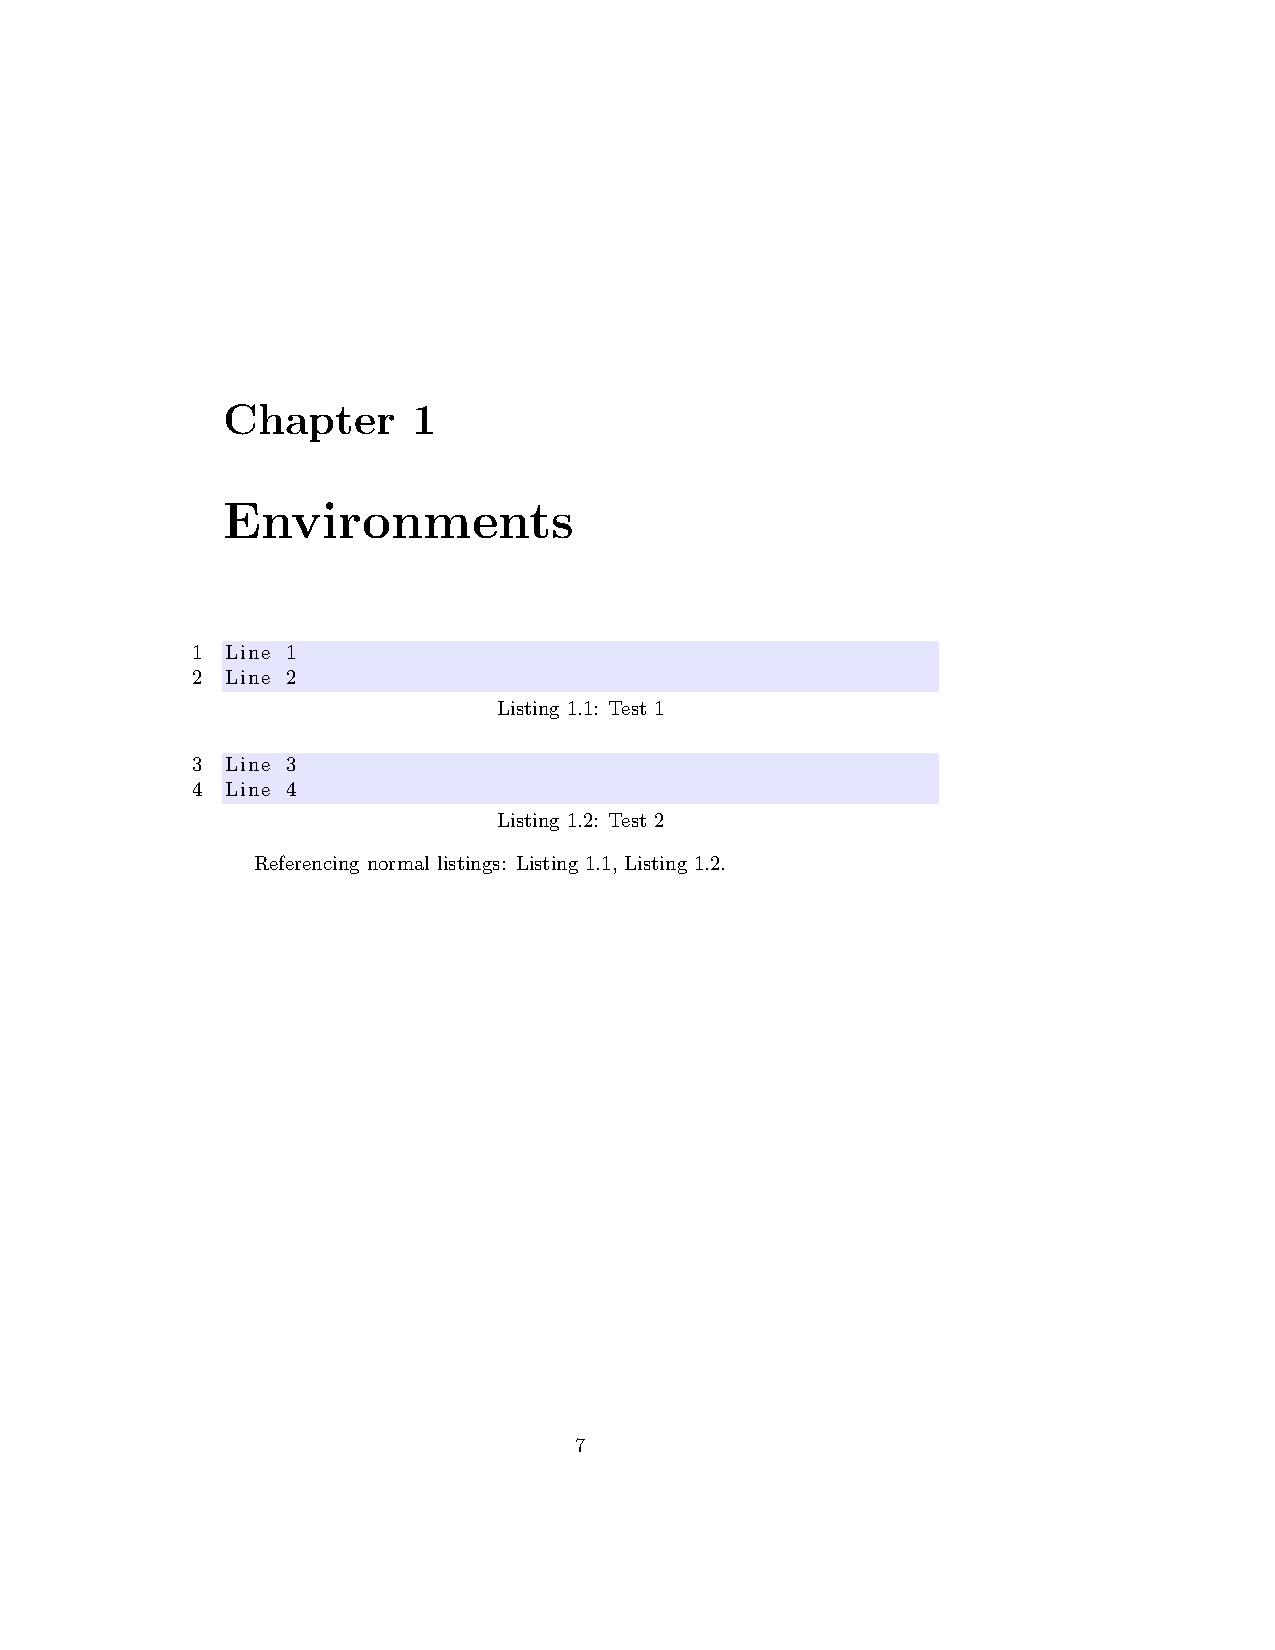 Chapter 1
Environments
1 Line 1
2 Line 2
Listing 1.1: Test 1
3 Line 3
4 Line 4
Listing 1.2: Test 2
Referencing normal listings: Listing 1.1, Listing 1.2.
7